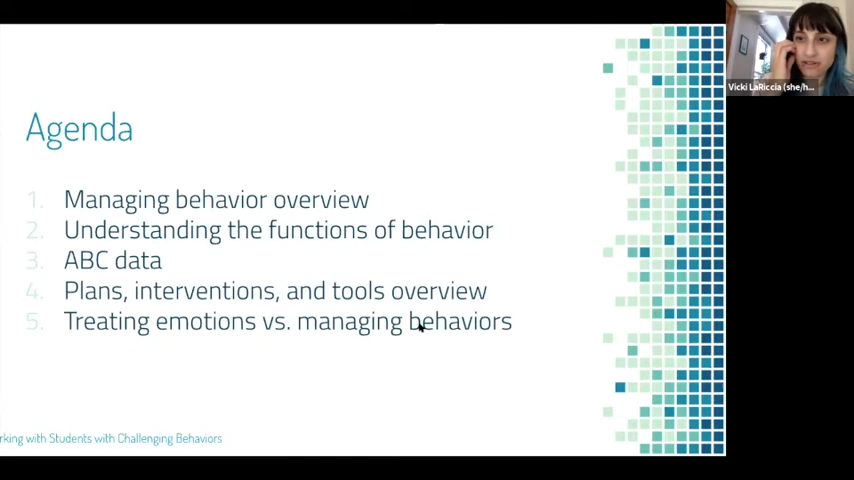 Agenda
1. Managing behavior overview
2. Understanding the functions of behavior
3. ABC data
4. Plans, interventions, and tools overview
5. Treating emotions vs. managing behaviors
rking with Students with Challenging Behaviors
Vicki LaRiccia (she/h...